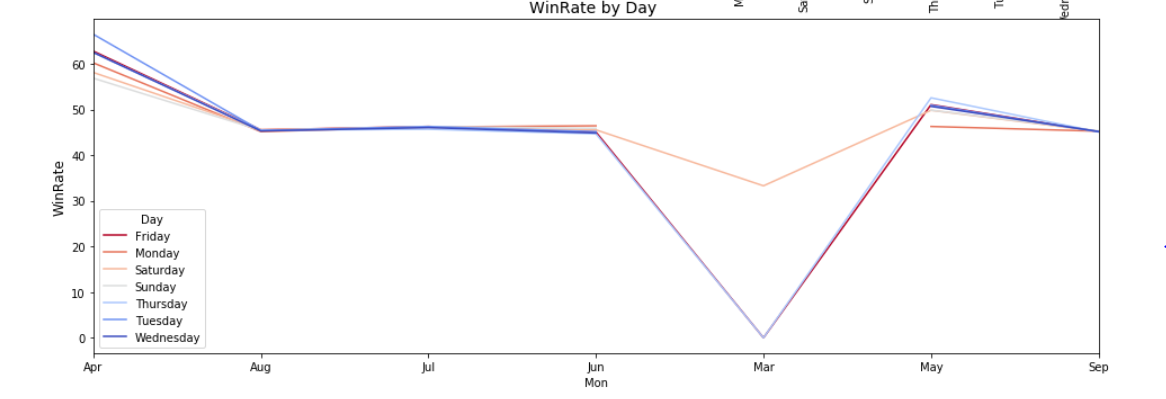 WinRate by Day
WinRate
60
50
40
30
20
10
0
Day
Friday
Monday
Saturday
Sunday
Thursday
Tuesday
Wednesday
Apr Aug Jul Jun Mar May Sep
Mon